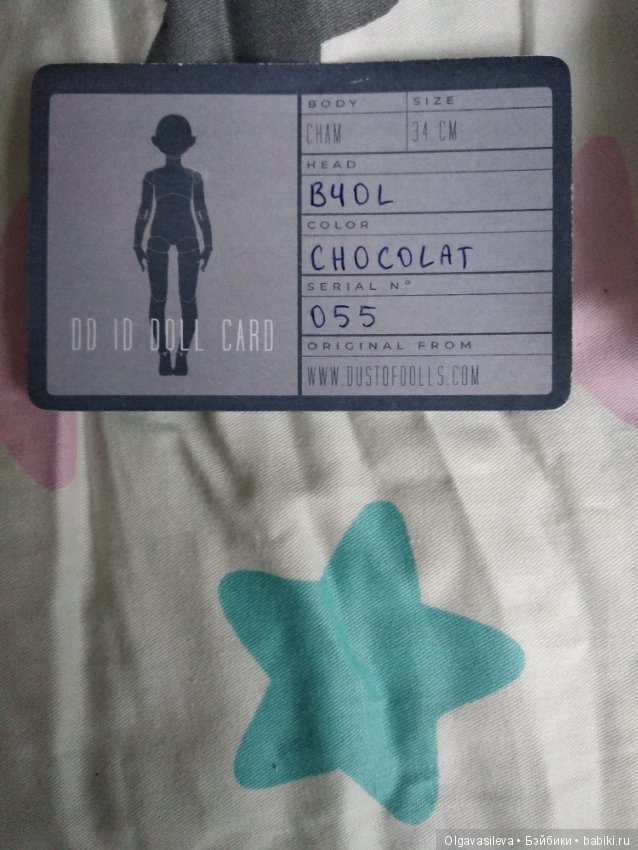 DD ID DOLL CARD
BODY
CHAM
SIZE
34 CM
HEAD
BYOL
COLOR
CHOCOLAT
SERIAL N°
055
ORIGINAL FROM
WWW.DUSTOFDOLLS.COM
Olgavasileva • Бэйбики • babiki.ru